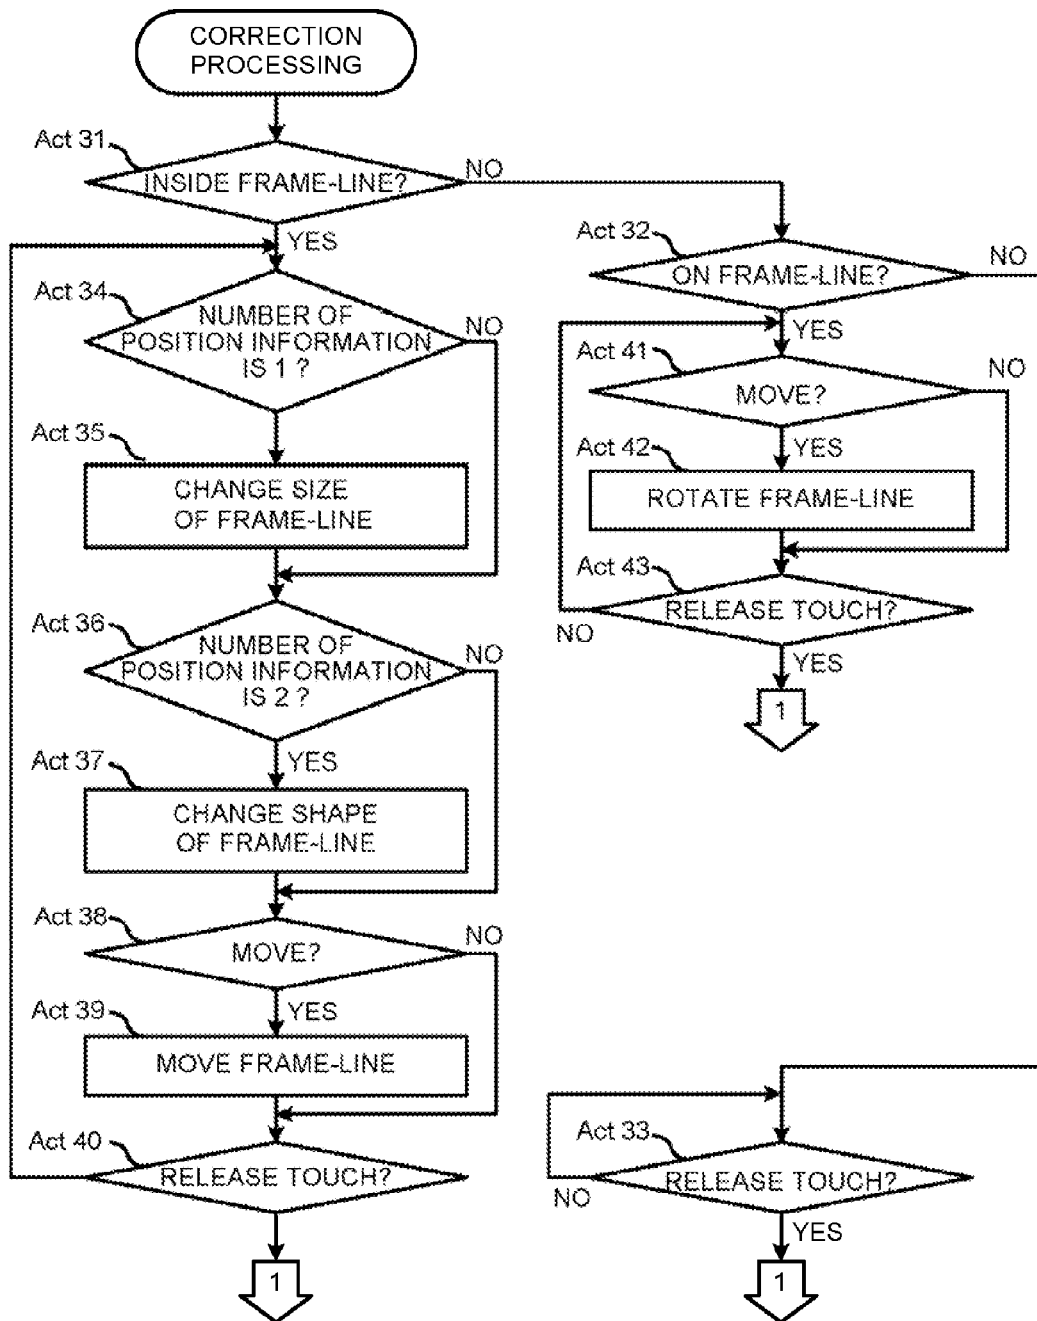 CORRECTION
PROCESSING
Act 31
INSIDE FRAME-LINE?
NO
YES
Act 34
NUMBER OF
POSITION INFORMATION
IS 1 ?
NO
Act 35
CHANGE SIZE
OF FRAME-LINE
Act 36
NUMBER OF
POSITION INFORMATION
IS 2 ?
NO
YES
Act 37
CHANGE SHAPE
OF FRAME-LINE
Act 38
MOVE?
NO
YES
Act 39
MOVE FRAME-LINE
Act 40
RELEASE TOUCH?
1
Act 32
ON FRAME-LINE?
NO
YES
Act 41
MOVE?
NO
YES
Act 42
ROTATE FRAME-LINE
Act 43
RELEASE TOUCH?
NO
YES
1
Act 33
RELEASE TOUCH?
NO
YES
1